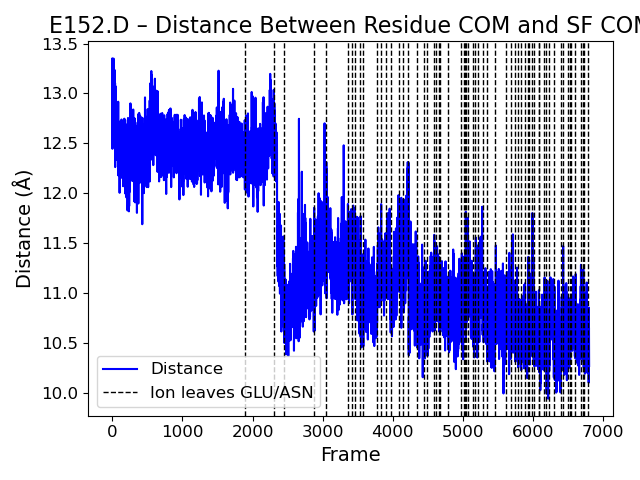 E152.D – Distance Between Residue COM and SF COM
13.5
13.0
12.5
12.0
11.5
11.0
10.5
10.0
Distance (Å)
Distance
Ion leaves GLU/ASN
0 1000 2000 3000 4000 5000 6000 7000
Frame